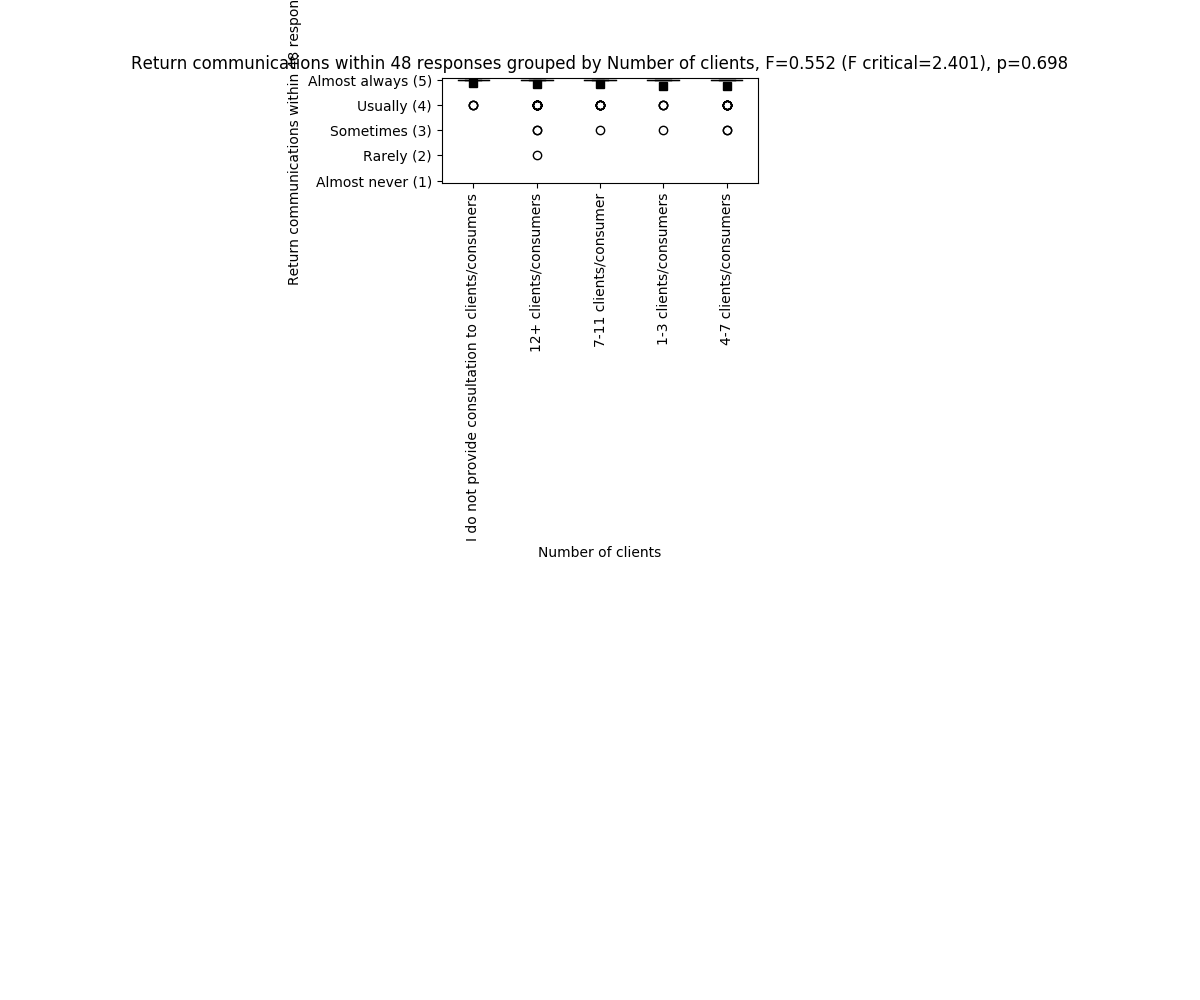 Return communications within 48 responses grouped by Number of clients, F=0.552 (F critical=2.401), p=0.698
Return communications within 48 respon
Almost always (5)
Usually (4)
Sometimes (3)
Rarely (2)
Almost never (1)
I do not provide consultation to clients/consumers
12+ clients/consumers
7-11 clients/consumer
1-3 clients/consumers
4-7 clients/consumers
Number of clients